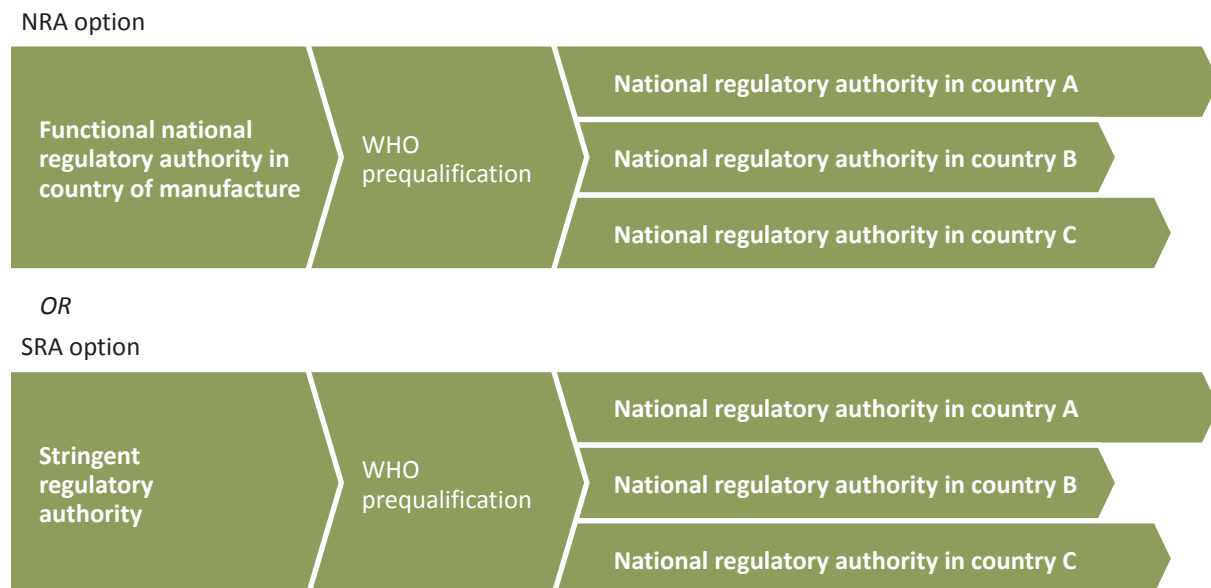 NRA option
Functional national
regulatory authority in
country of manufacture
WHO
prequalification
National regulatory authority in country A
National regulatory authority in country B
National regulatory authority in country C
OR
SRA option
Stringent
regulatory
authority
WHO
prequalification
National regulatory authority in country A
National regulatory authority in country B
National regulatory authority in country C